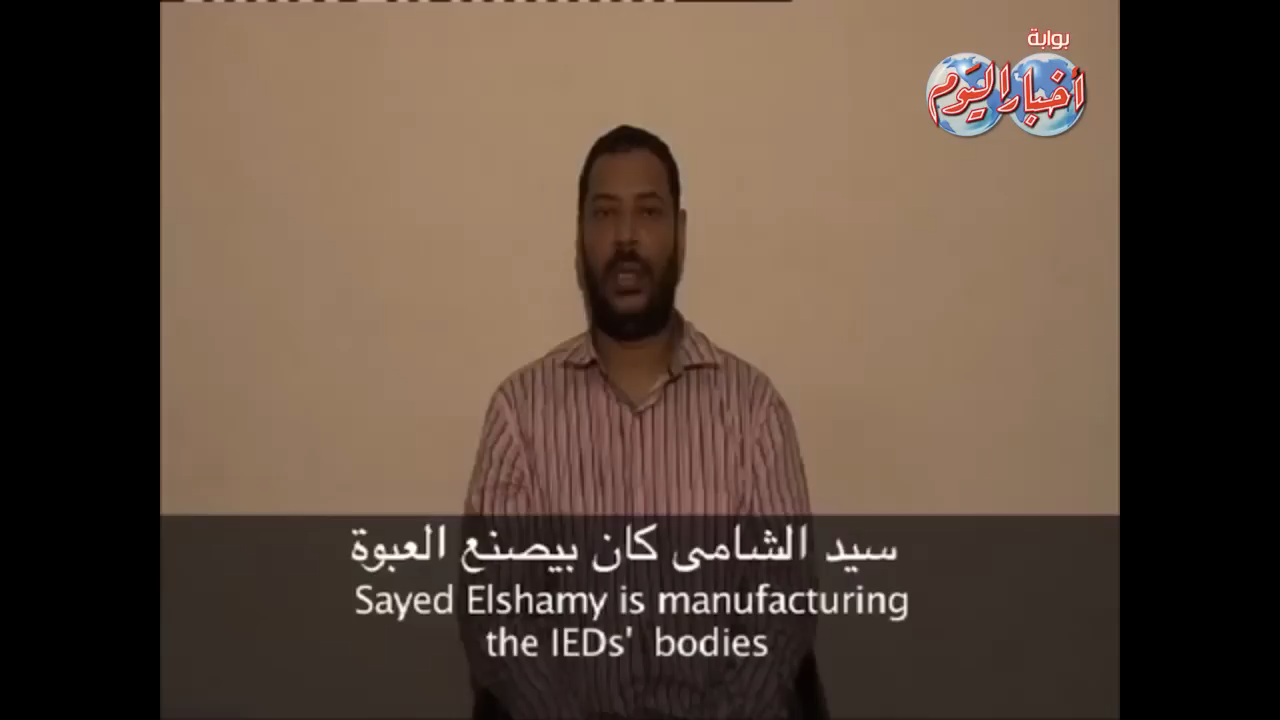 بوابة
أخبار اليوم
سيد الشامى كان بيصنع العبوة
Sayed Elshamy is manufacturing
the IEDs' bodies